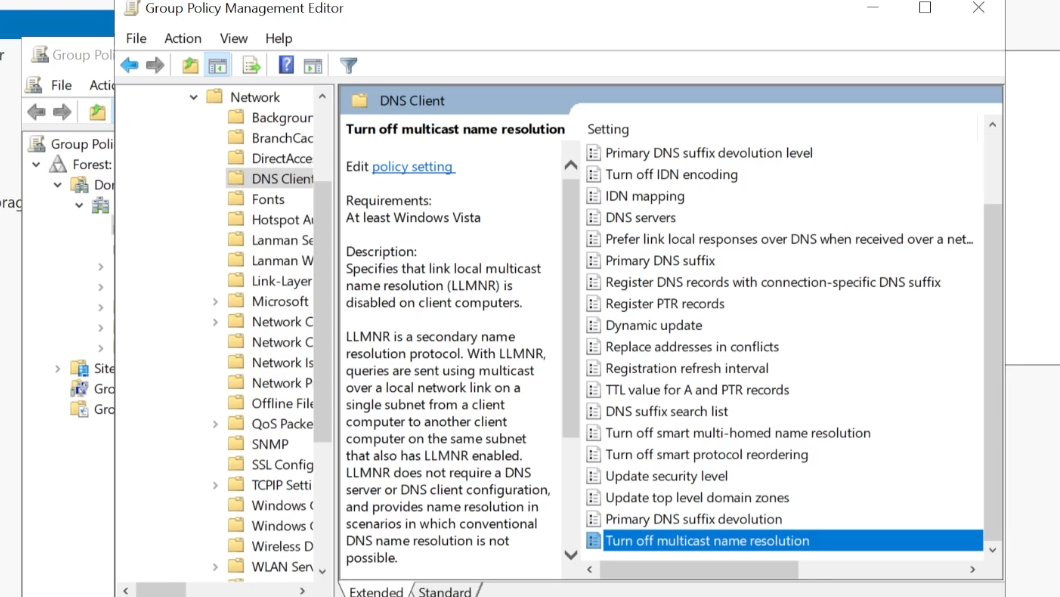 Group Policy Management Editor
File Action View Help
Group Poli
File Actio
Group Poli
Forest:
Dor
Site
Grc
Grc
r
orag
Network
Backgrour
BranchCac
DirectAcce
DNS Client
Fonts
Hotspot Au
Lanman Se
Lanman W
Link-Layer
Microsoft
Network C
Network C
Network Is
Network P
Offline File
QoS Packe
SNMP
SSL Config
TCPIP Setti
Windows C
Windows C
Wireless D
WLAN Serv
DNS Client
Turn off multicast name resolution
Edit policy setting
Requirements:
At least Windows Vista
Description:
Specifies that link local multicast
name resolution (LLMNR) is
disabled on client computers.
LLMNR is a secondary name
resolution protocol. With LLMNR,
queries are sent using multicast
over a local network link on a
single subnet from a client
computer to another client
computer on the same subnet
that also has LLMNR enabled.
LLMNR does not require a DNS
server or DNS client configuration,
and provides name resolution in
scenarios in which conventional
DNS name resolution is not
possible.
Setting
Primary DNS suffix devolution level
Turn off IDN encoding
IDN mapping
DNS servers
Prefer link local responses over DNS when received over a net...
Primary DNS suffix
Register DNS records with connection-specific DNS suffix
Register PTR records
Dynamic update
Replace addresses in conflicts
Registration refresh interval
TTL value for A and PTR records
DNS suffix search list
Turn off smart multi-homed name resolution
Turn off smart protocol reordering
Update security level
Update top level domain zones
Primary DNS suffix devolution
Turn off multicast name resolution
Extended Standard